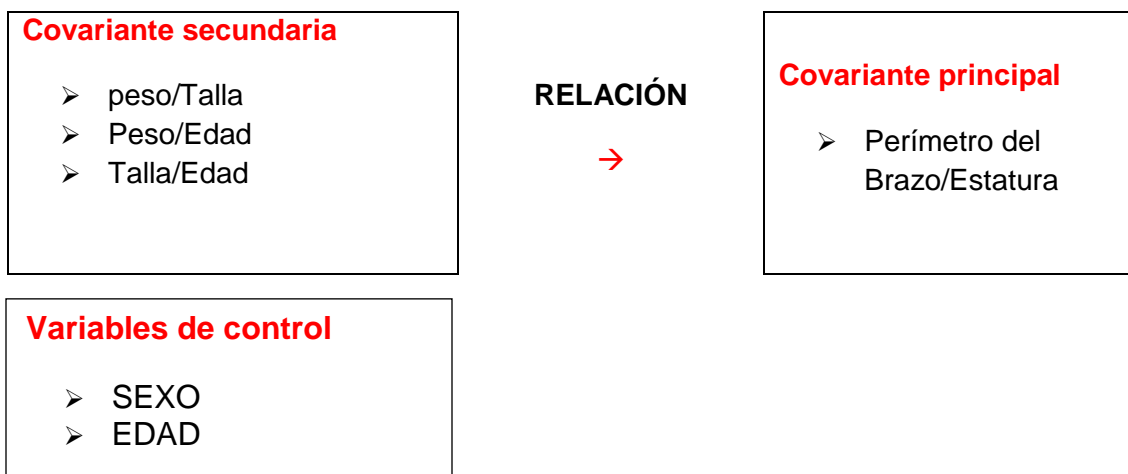 Covariante secundaria
➢ peso/Talla
➢ Peso/Edad
➢ Talla/Edad
RELACIÓN
→
Covariante principal
➢ Perímetro del
Brazo/Estatura
Variables de control
➢ SEXO
➢ EDAD